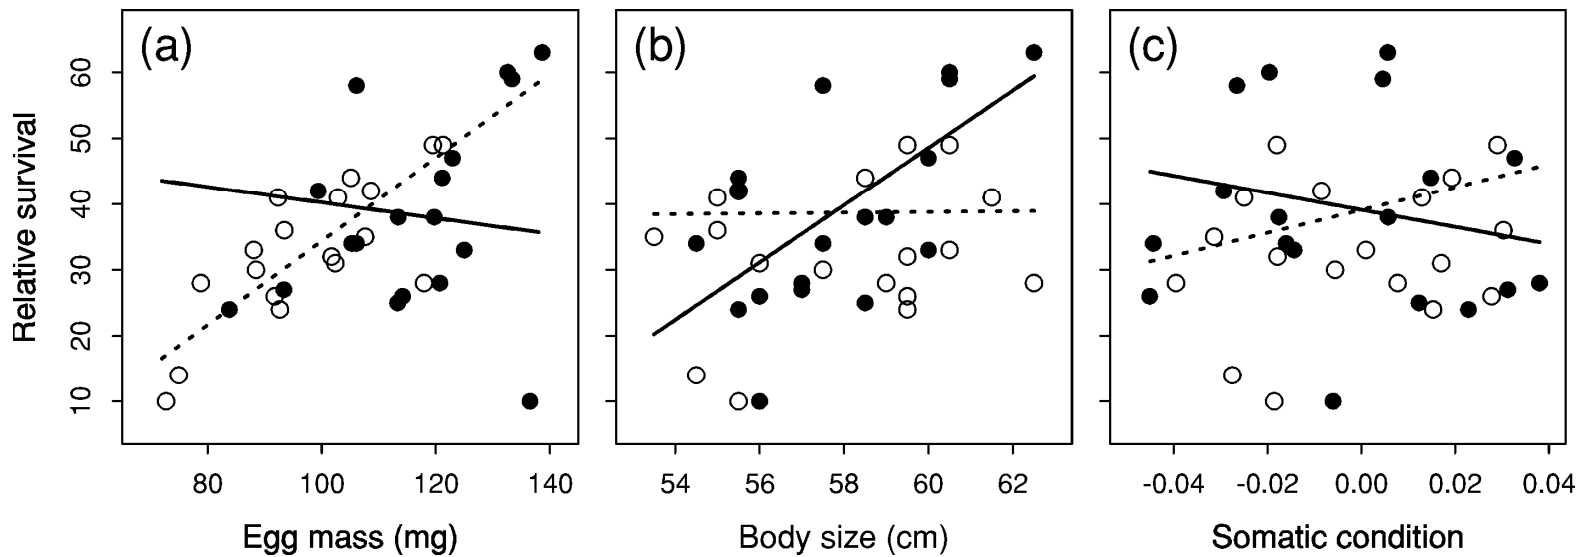 (a) (b) (c)
Relative survival
60
50
40
30
20
10
80 100 120 140
54 56 58 60 62
-0.04 -0.02 0.00 0.02 0.04
Egg mass (mg)
Body size (cm)
Somatic condition